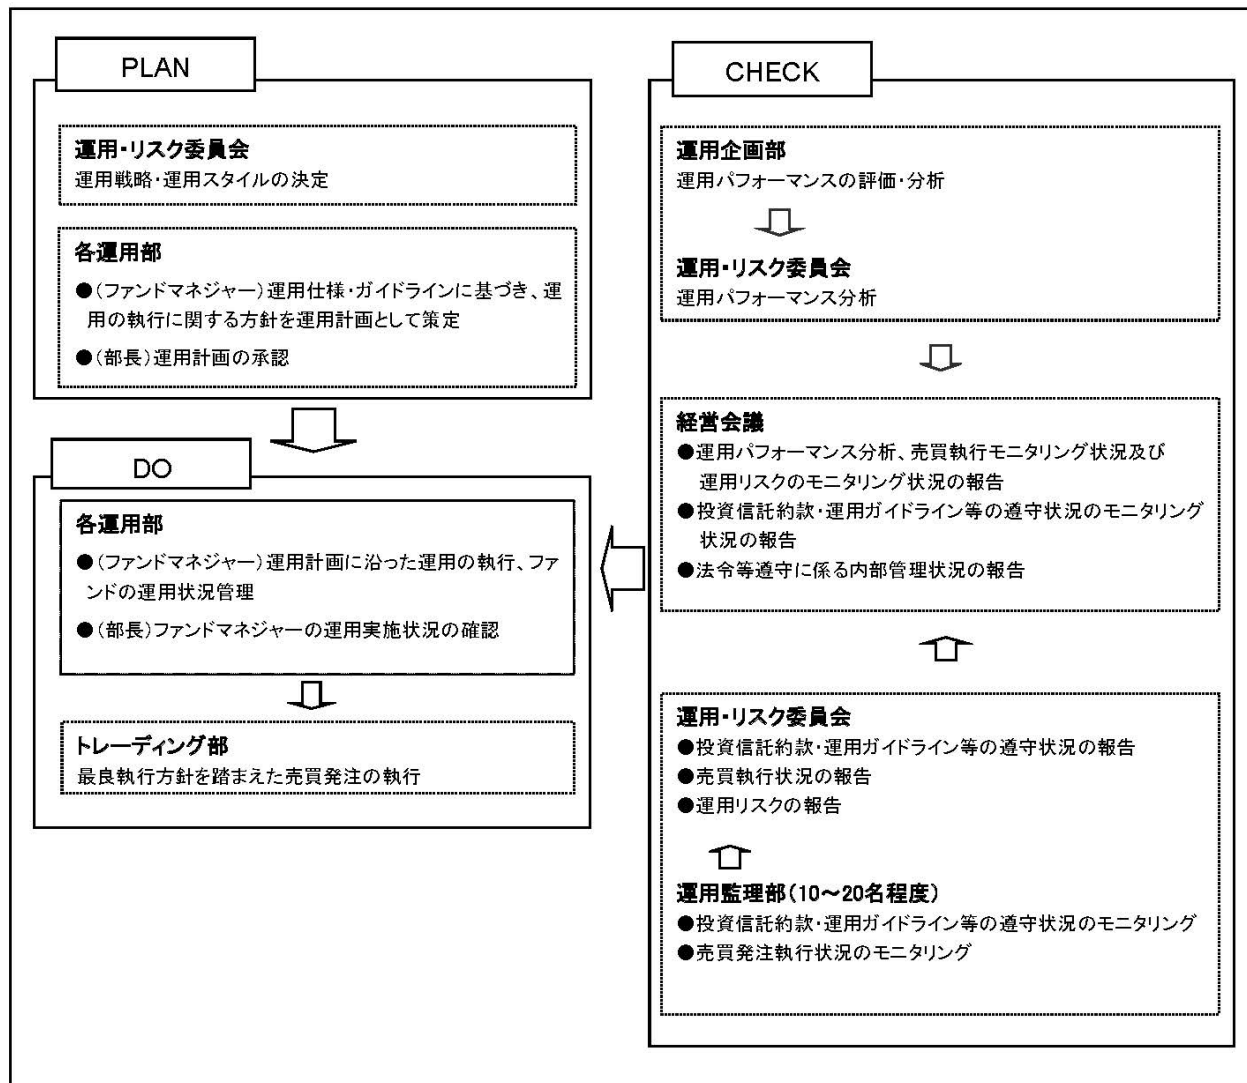 PLAN
運用・リスク委員会
運用戦略・運用スタイルの決定
各運用部
●(ファンドマネジャー)運用仕様・ガイドラインに基づき、運
用の執行に関する方針を運用計画として策定
●(部長)運用計画の承認
DO
各運用部
●(ファンドマネジャー)運用計画に沿った運用の執行、ファ
ンドの運用状況管理
●(部長)ファンドマネジャーの運用実施状況の確認
トレーディング部
最良執行方針を踏まえた売買発注の執行
CHECK
運用企画部
運用パフォーマンスの評価・分析
運用・リスク委員会
運用パフォーマンス分析
経営会議
●運用パフォーマンス分析、売買執行モニタリング状況及び
運用リスクのモニタリング状況の報告
●投資信託約款・運用ガイドライン等の遵守状況のモニタリング
状況の報告
●法令等遵守に係る内部管理状況の報告
運用・リスク委員会
●投資信託約款・運用ガイドライン等の遵守状況の報告
●売買執行状況の報告
●運用リスクの報告
運用監理部(10～20名程度)
●投資信託約款・運用ガイドライン等の遵守状況のモニタリング
●売買発注執行状況のモニタリング